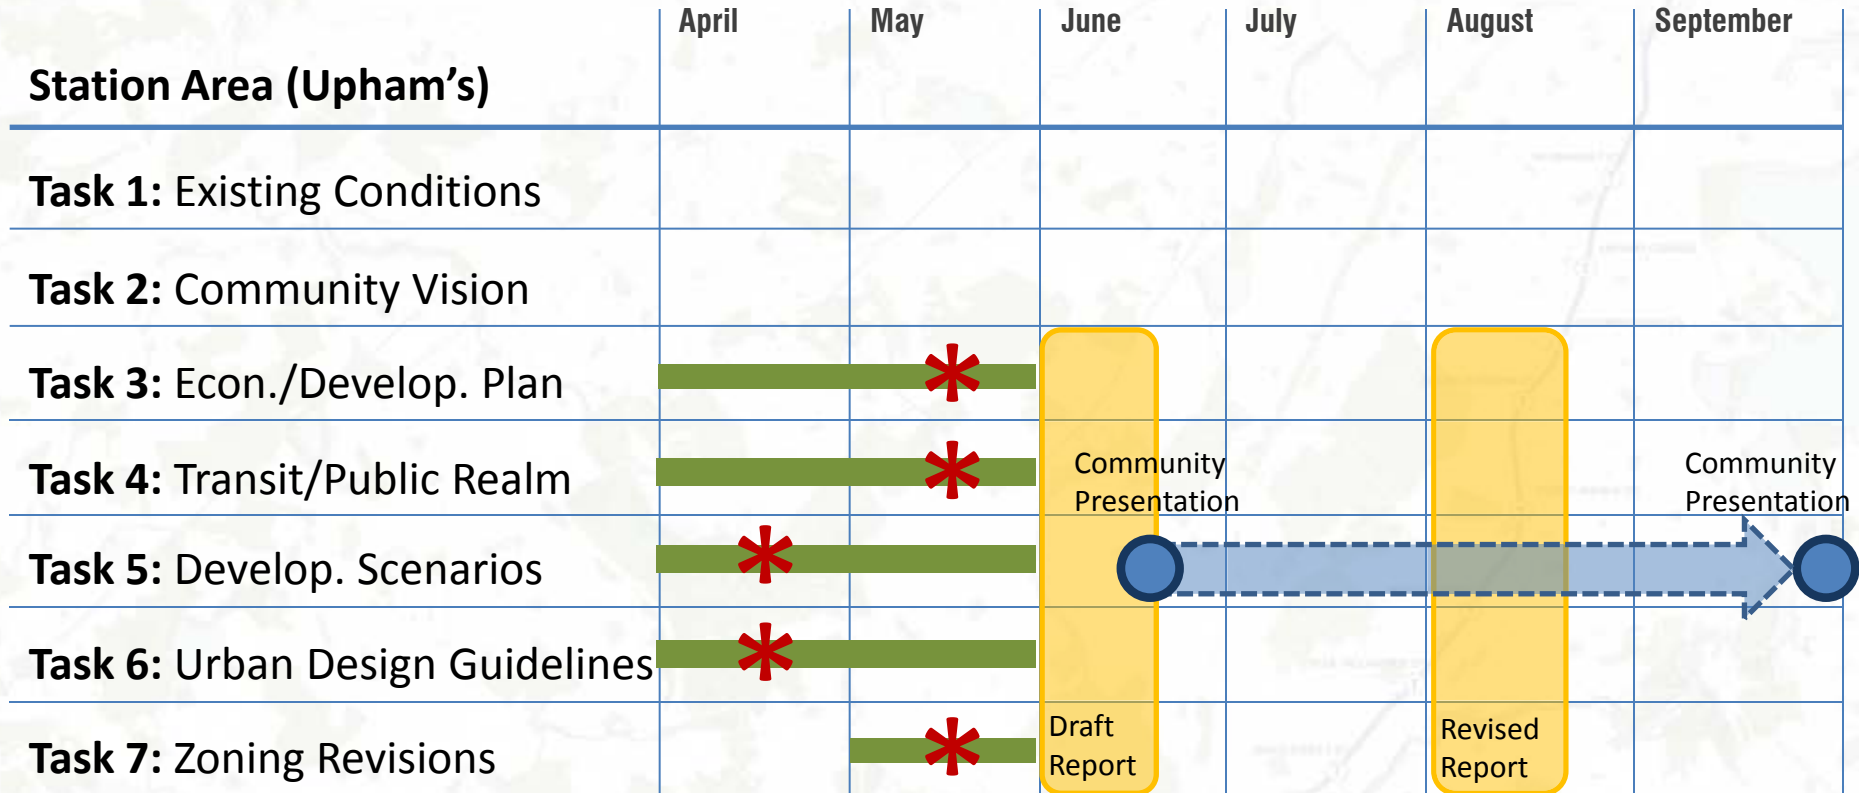 April May June July August September
Station Area (Upham’s)
Task 1: Existing Conditions
Task 2: Community Vision
Task 3: Econ./Develop. Plan
Task 4: Transit/Public Realm
Community
Presentation
Community
Presentation
Task 5: Develop. Scenarios
Task 6: Urban Design Guidelines
Task 7: Zoning Revisions
Draft
Report
Revised
Report